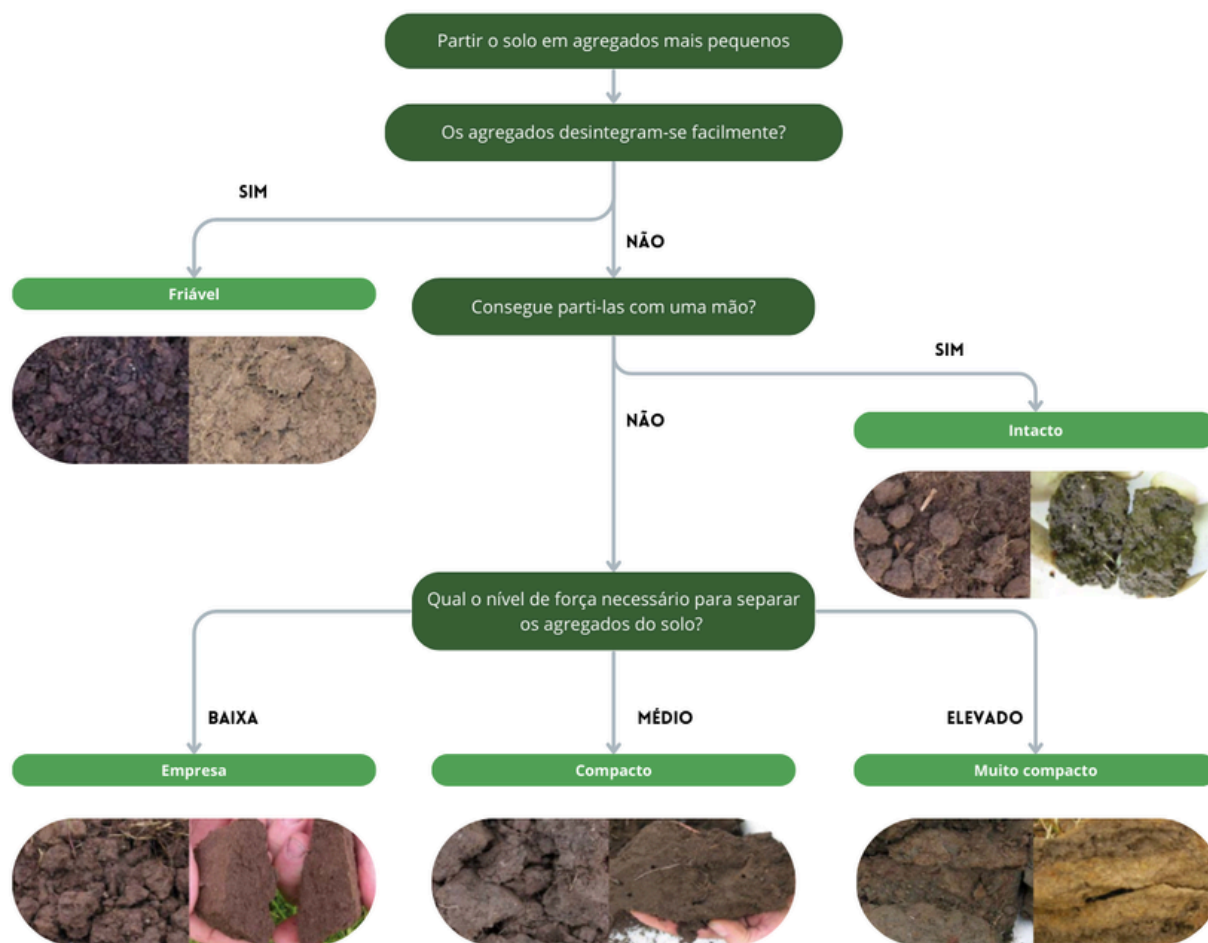 Partir o solo em agregados mais pequenos
Os agregados desintegram-se facilmente?
SIM
NÃO
Friável
Consegue parti-las com uma mão?
SIM
NÃO
Intacto
Qual o nível de força necessário para separar
os agregados do solo?
BAIXA
MÉDIO
ELEVADO
Empresa
Compacto
Muito compacto